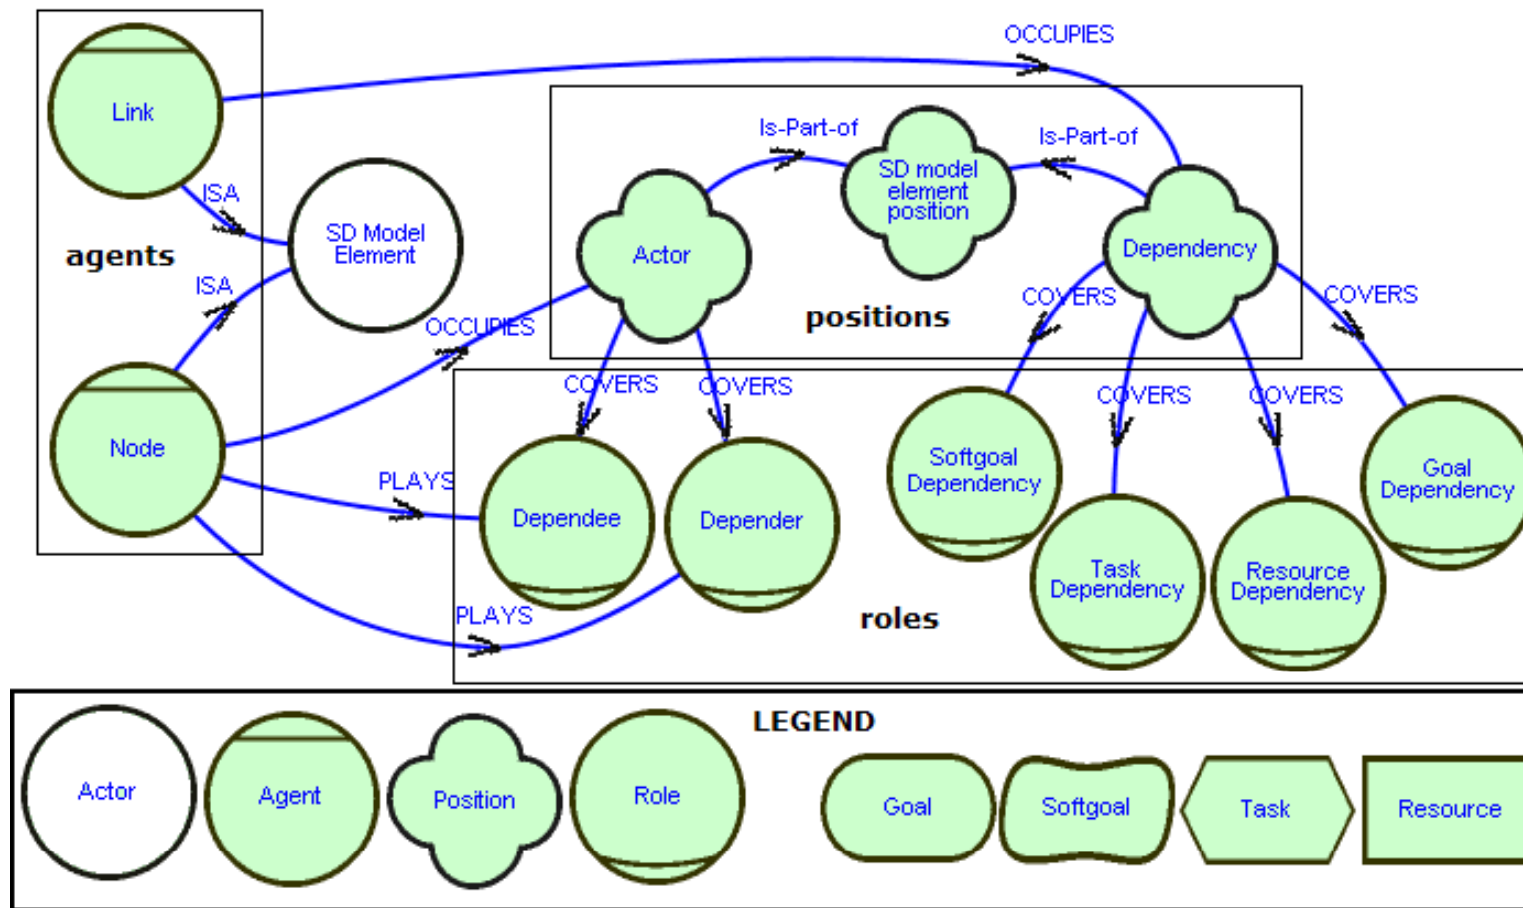 OCCUPIES
Link
Is-Part-of
Is-Part-of
SD model
element
position
ISA
SD Model
Element
agents
Actor
Dependency
ISA
OCCUPIES
positions
COVERS
COVERS
COVERS
COVERS
COVERS
COVERS
Node
PLAYS
Dependee
Depender
Softgoal
Dependency
Goal
Dependency
Task
Dependency
Resource
Dependency
PLAYS
roles
LEGEND
Actor
Agent
Position
Role
Goal
Softgoal
Task
Resource